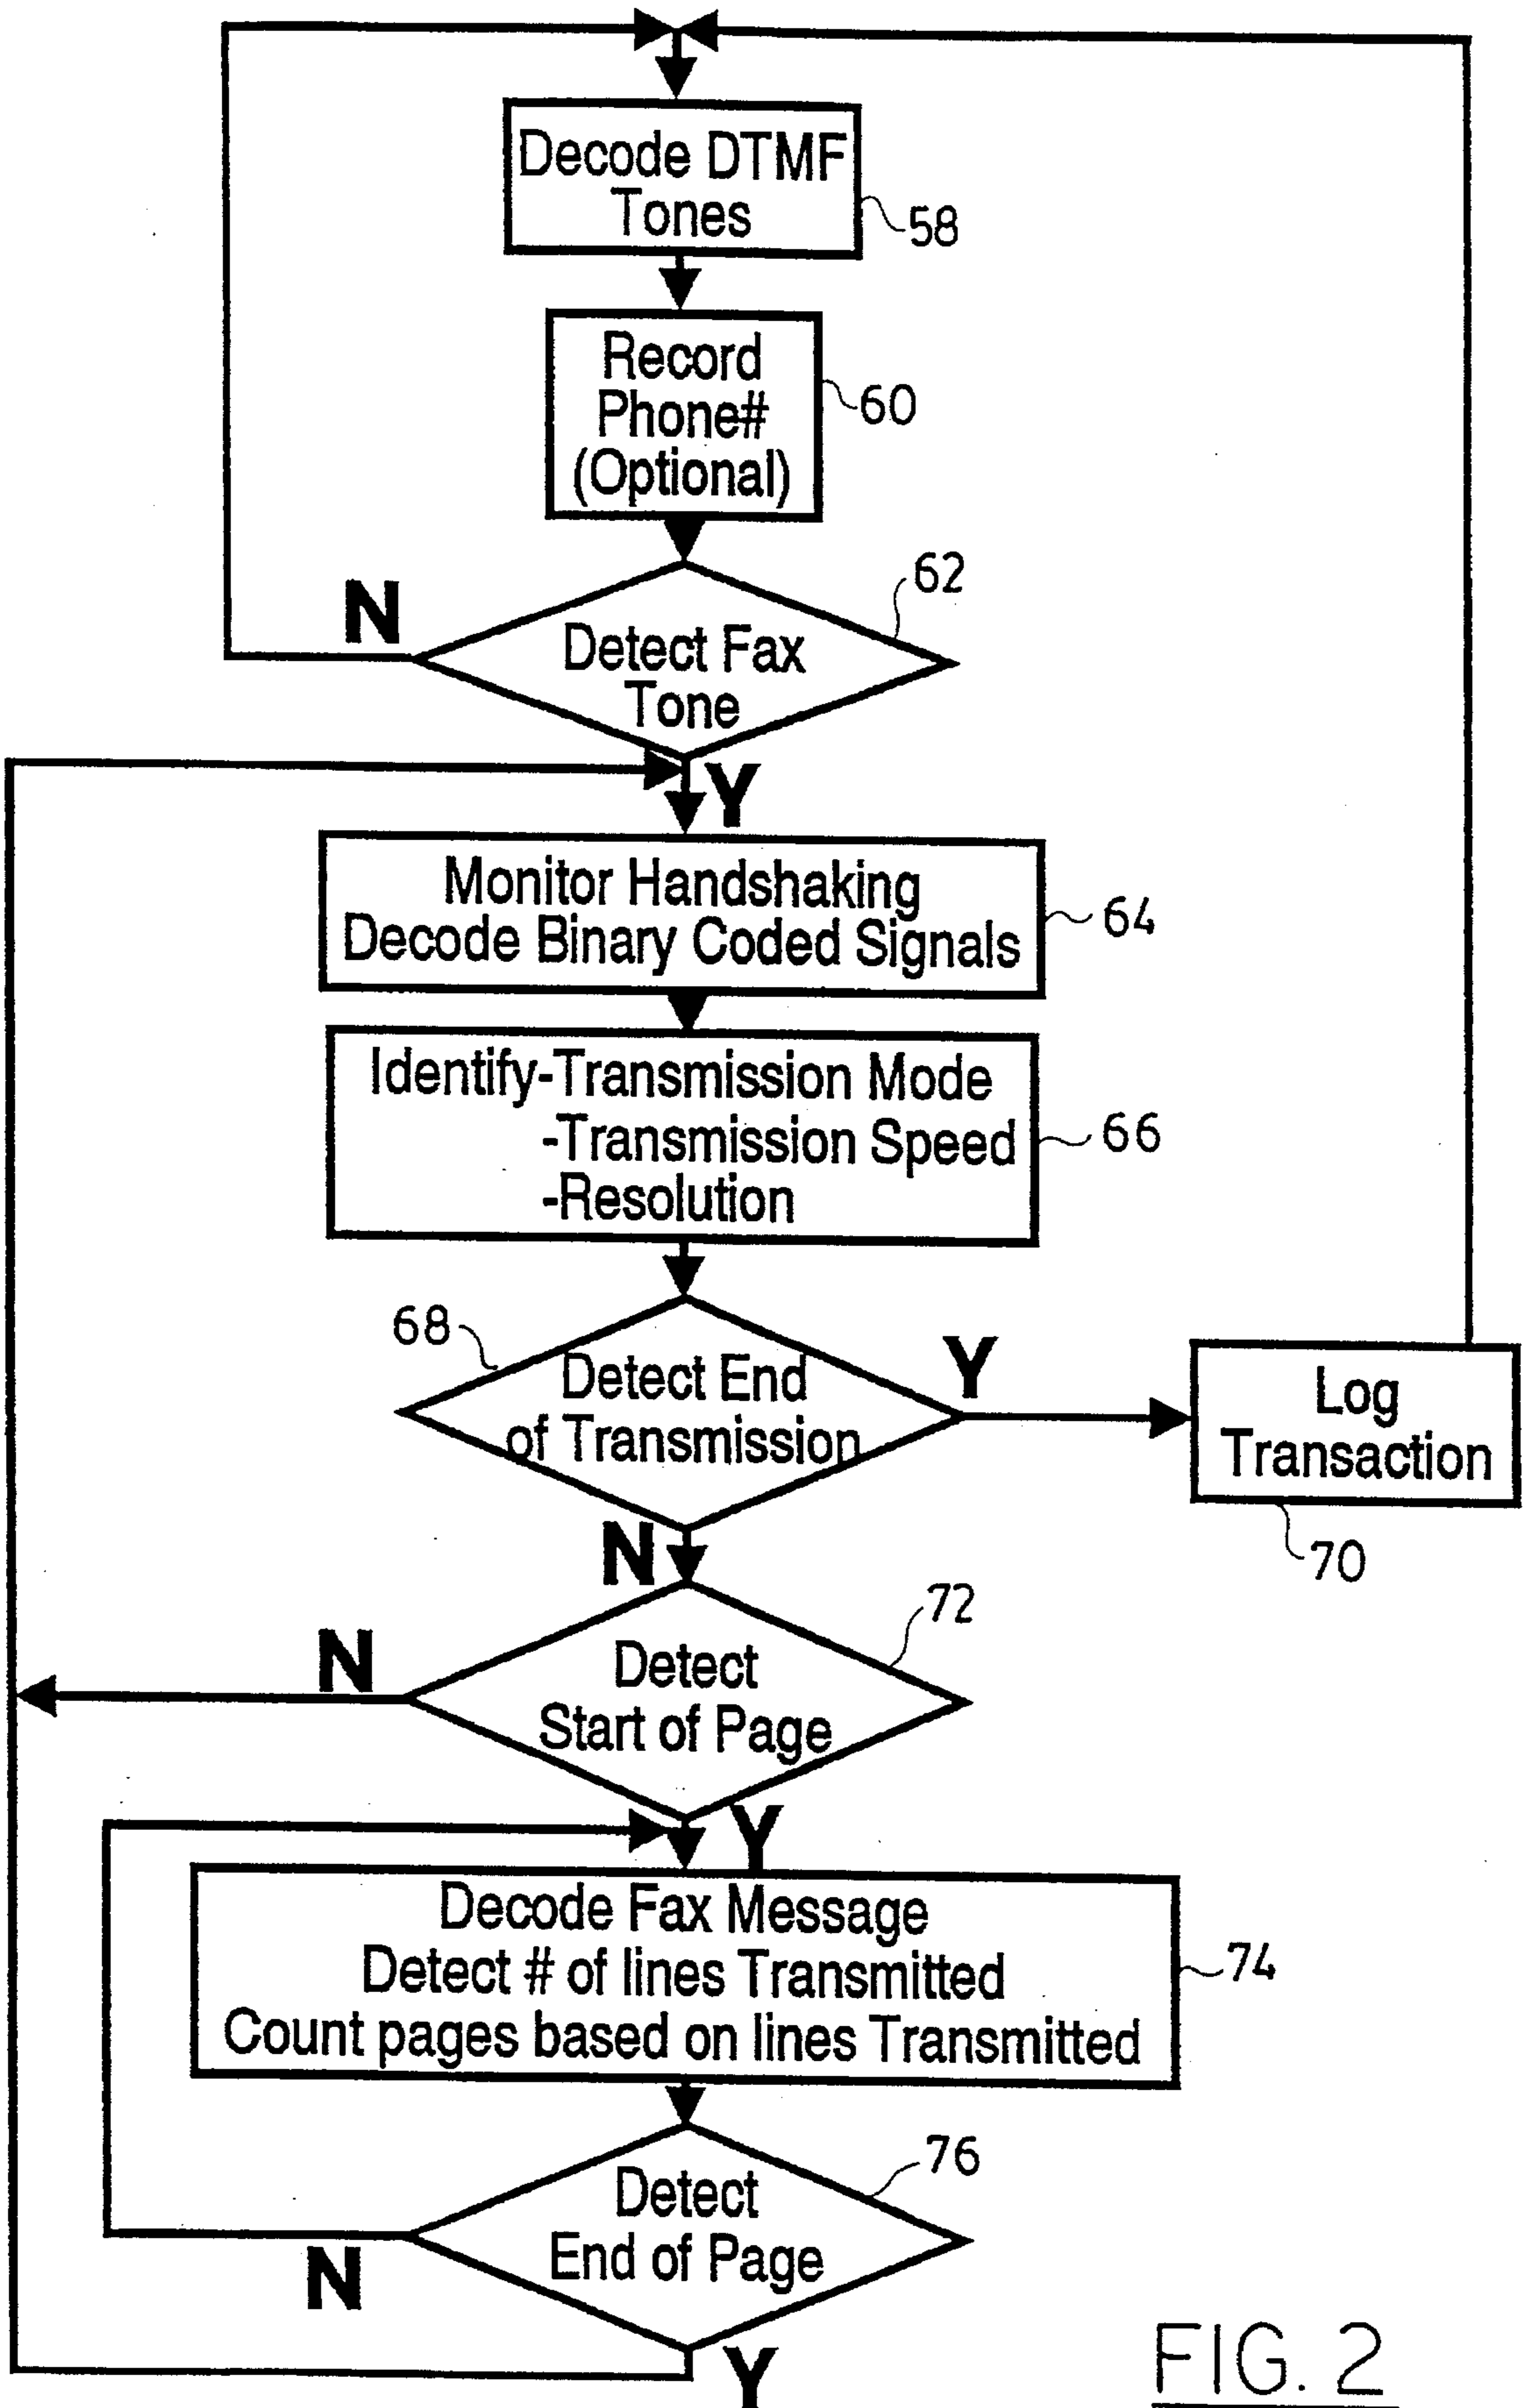 Decode DTMF
Tones
58
Record
Phone#
(Optional)
60
62
N
Detect Fax
Tone
Y
Monitor Handshaking
Decode Binary Coded Signals
64
Identify-Transmission Mode
-Transmission Speed
-Resolution
66
68
Detect End
of Transmission
Y
Log
Transaction
70
N
72
N
Detect
Start of Page
Y
Decode Fax Message
Detect # of lines Transmitted
Count pages based on lines Transmitted
74
76
Detect
End of Page
N
Y
FIG. 2